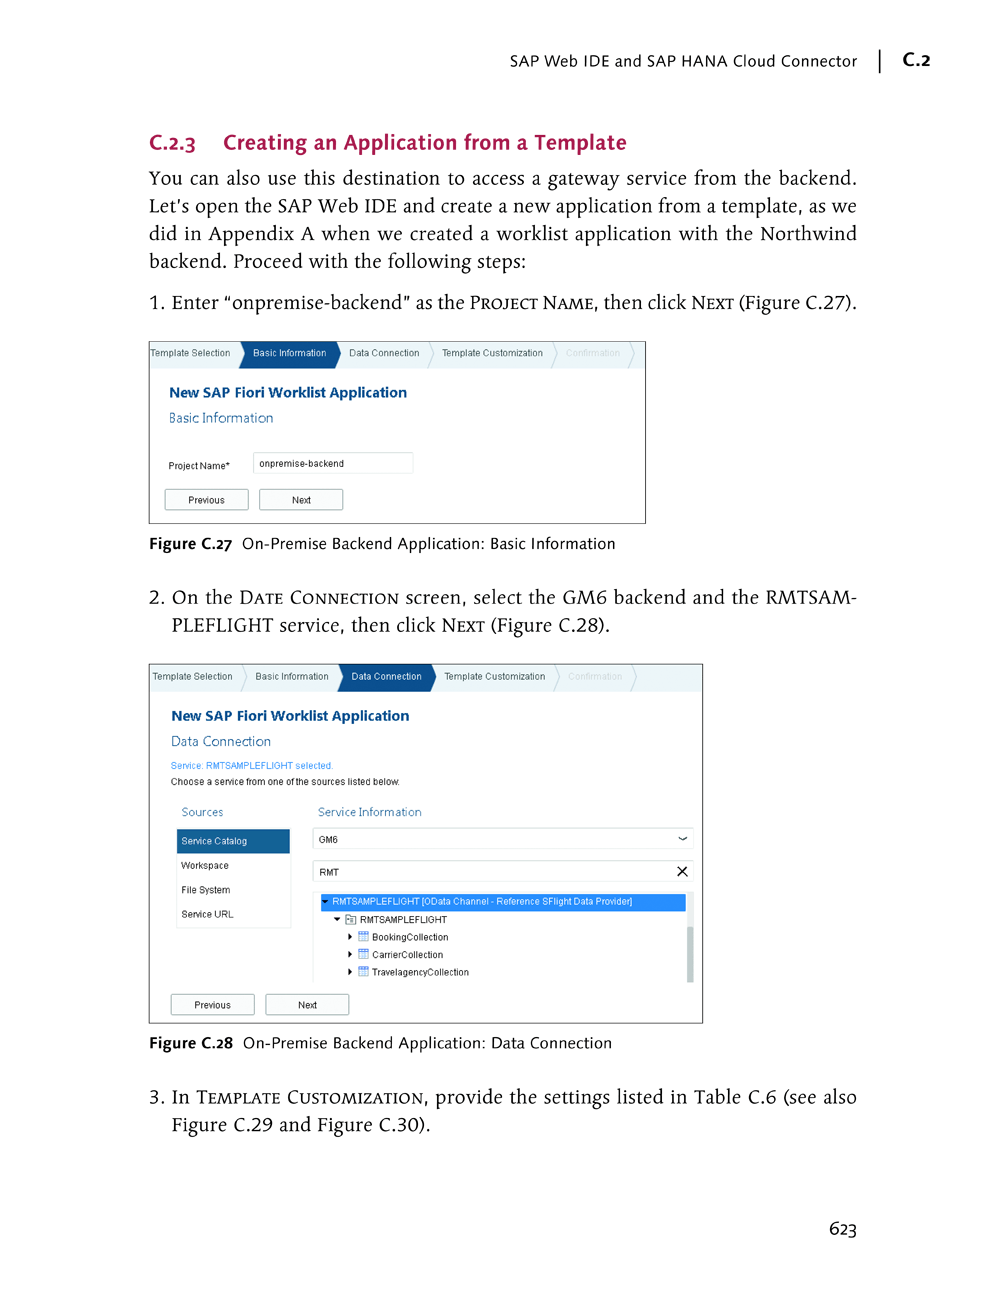 SAP Web IDE and SAP HANA Cloud Connector | C.2
C.2.3 Creating an Application from a Template
You can also use this destination to access a gateway service from the backend.
Let's open the SAP Web IDE and create a new application from a template, as we
did in Appendix A when we created a worklist application with the Northwind
backend. Proceed with the following steps:
1. Enter “onpremise-backend” as the Project Name, then click Next (Figure C.27).
Template Selection Basic Information Data Connection Template Customization Confirmation
New SAP Fiori Worklist Application
Basic Information
Project Name* onpremise-backend
Previous Next
Figure C.27 On-Premise Backend Application: Basic Information
2. On the Date Connection screen, select the GM6 backend and the RMTSAM-
PLEFLIGHT service, then click Next (Figure C.28).
Template Selection Basic Information Data Connection Template Customization Confirmation
New SAP Fiori Worklist Application
Data Connection
Service: RMTSAMPLEFLIGHT selected.
Choose a service from one of the sources listed below.
Sources Service Information
Service Catalog GM6
Workspace RMT
File System
RMTSAMPLEFLIGHT [OData Channel - Reference SFlight Data Provider]
Service URL RMTSAMPLEFLIGHT
BookingCollection
CarrierCollection
TravelagencyCollection
Previous Next
Figure C.28 On-Premise Backend Application: Data Connection
3. In Template Customization, provide the settings listed in Table C.6 (see also
Figure C.29 and Figure C.30).
623